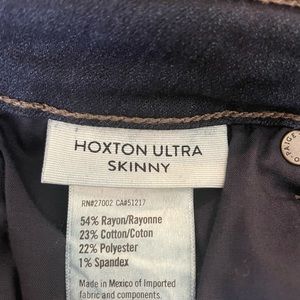 HOXTON ULTRA
SKINNY
RN#27002 CA#51217
54% Rayon/Rayonne
23% Cotton/Coton
22% Polyester
1% Spandex
Made in Mexico of Imported
fabric and components.
PAIGE